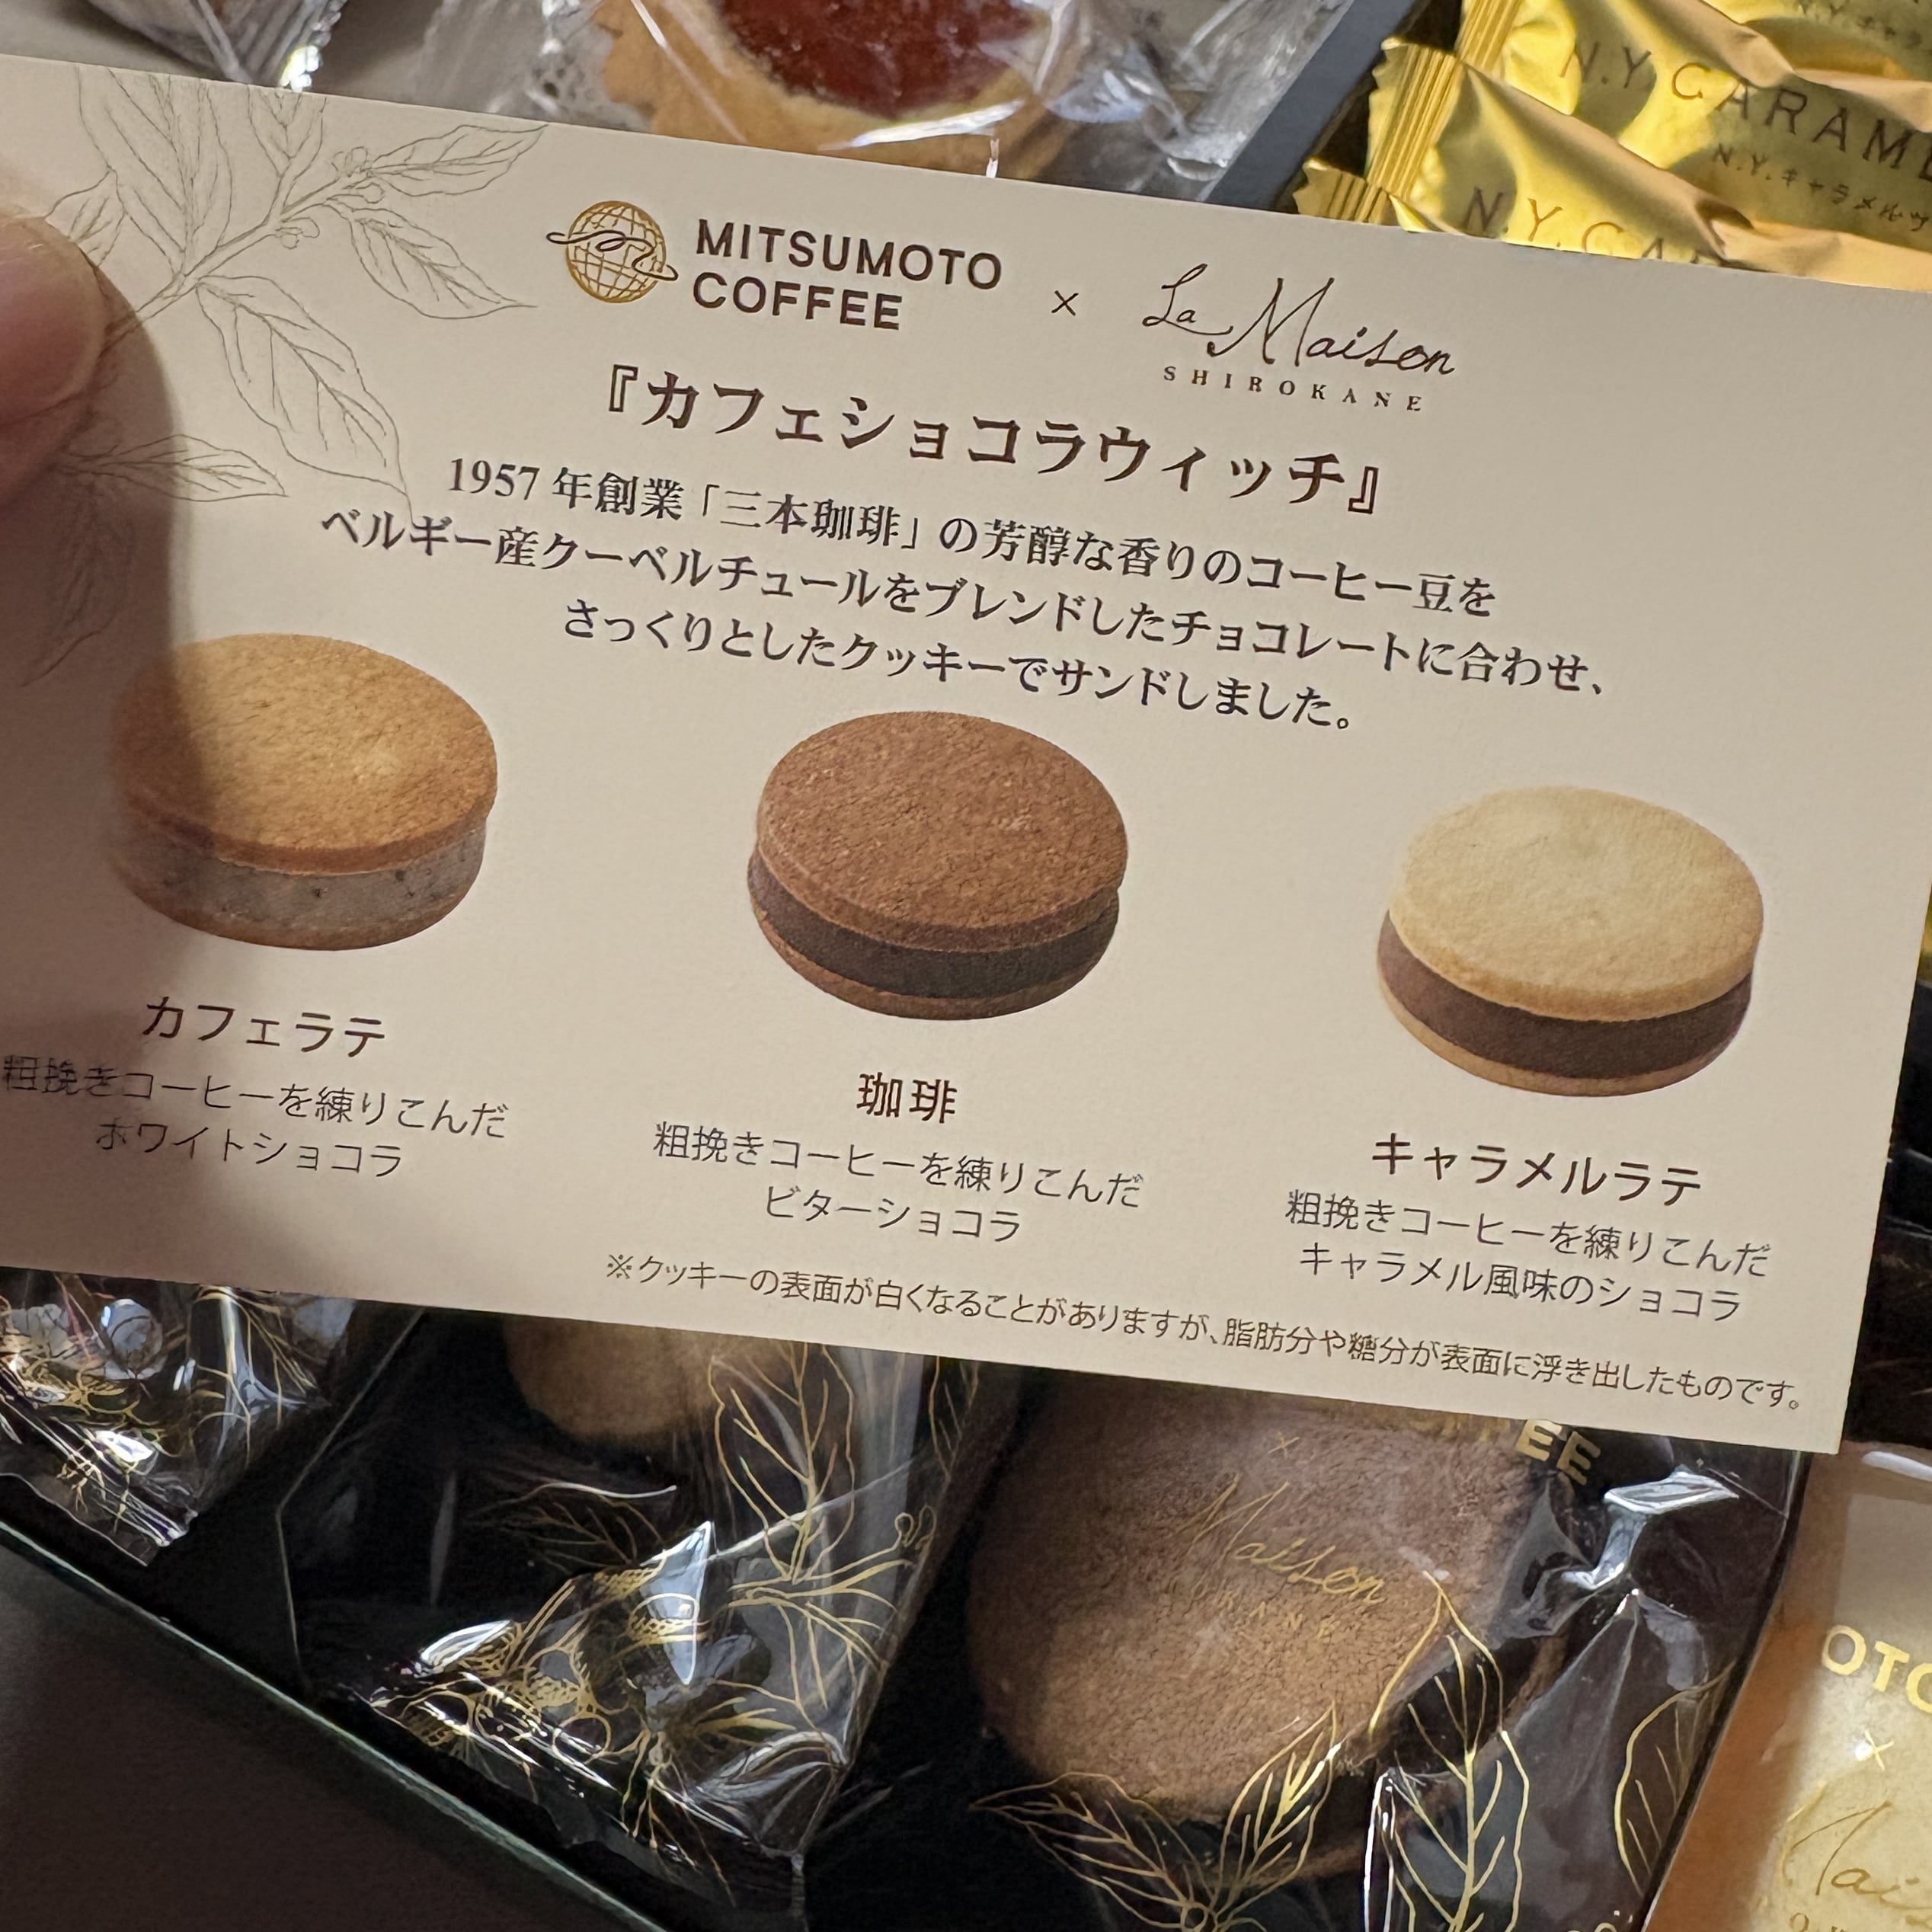 N.Y.キャラ
N.Y.CARAME
N.Y.キャラメルサ
N.Y.CA
MITSUMOTO
COFFEE
×
La Maison
SHIROKANE
『カフェショコラウィッチ』
1957年創業「三本珈琲」の芳醇な香りのコーヒー豆を
ベルギー産クーベルチュールをブレンドしたチョコレートに合わせ、
さっくりとしたクッキーでサンドしました。
カフェラテ
粗挽きコーヒーを練りこんだ
ホワイトショコラ
珈琲
粗挽きコーヒーを練りこんだ
ビターショコラ
キャラメルラテ
粗挽きコーヒーを練りこんだ
キャラメル風味のショコラ
※クッキーの表面が白くなることがありますが、脂肪分や糖分が表面に浮き出したものです。
FFEE
×
Maison
OKANE
OTO
×
Mai